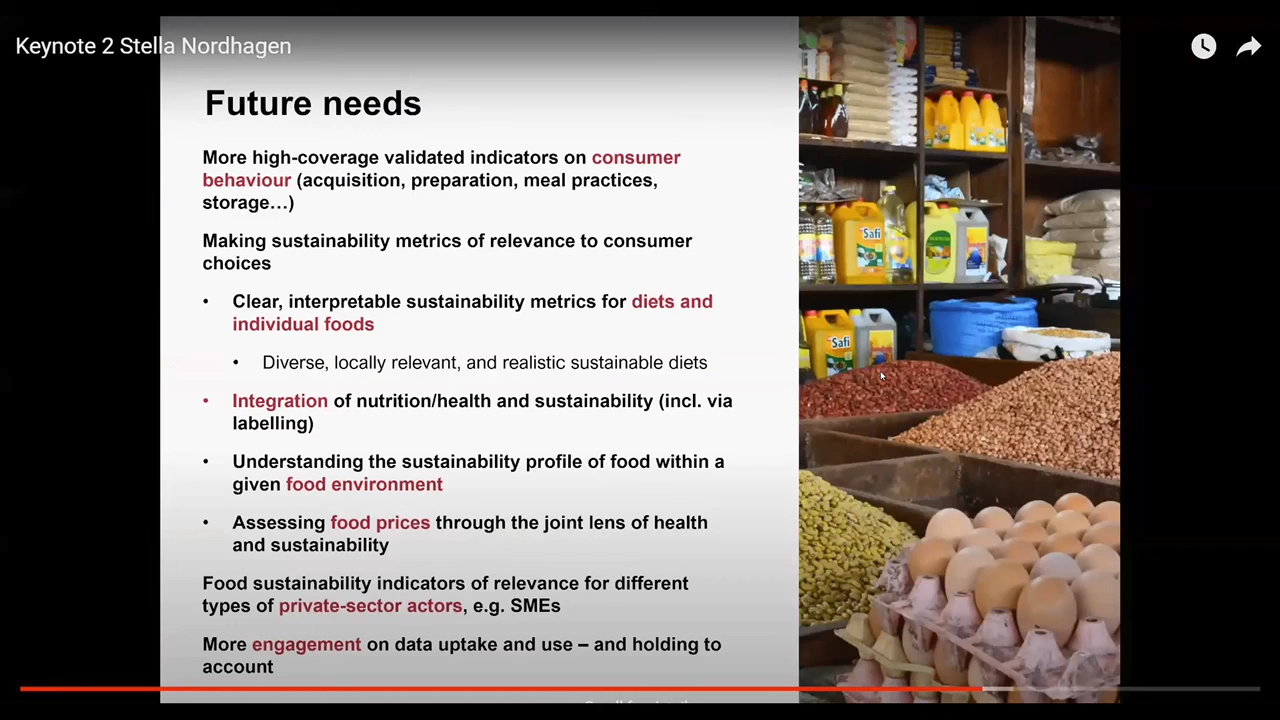 Keynote 2 Stella Nordhagen
Future needs
More high-coverage validated indicators on consumer
behaviour (acquisition, preparation, meal practices,
storage…)
Making sustainability metrics of relevance to consumer
choices
• Clear, interpretable sustainability metrics for diets and
individual foods
• Diverse, locally relevant, and realistic sustainable diets
• Integration of nutrition/health and sustainability (incl. via
labelling)
• Understanding the sustainability profile of food within a
given food environment
• Assessing food prices through the joint lens of health
and sustainability
Food sustainability indicators of relevance for different
types of private-sector actors, e.g. SMEs
More engagement on data uptake and use – and holding to
account
Safi
Safi